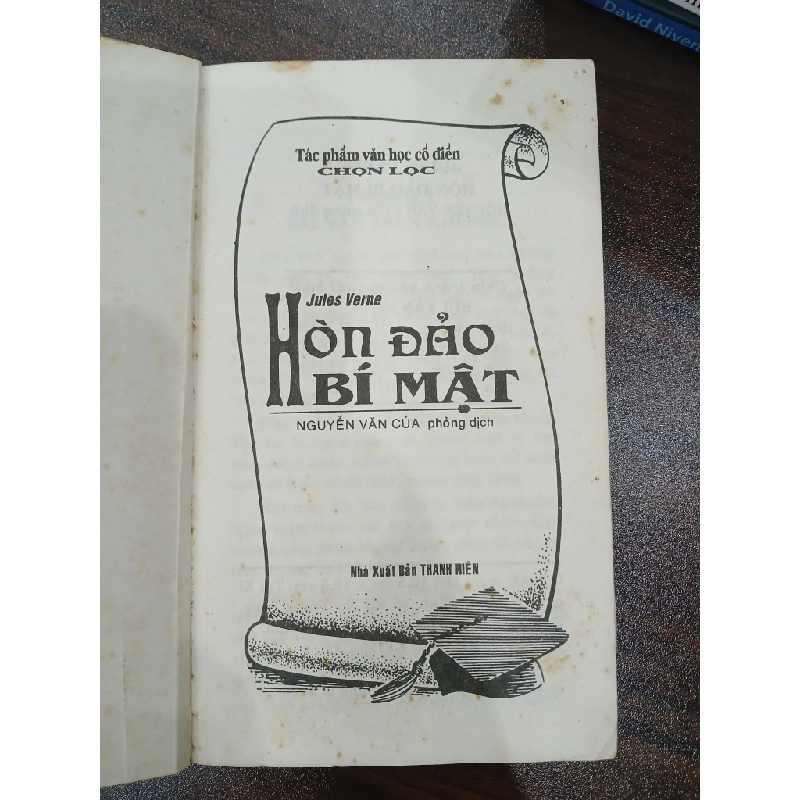 David Niven
Tác phẩm văn học cổ điển
CHỌN LỌC
Jules Verne
HÒN ĐẢO
BÍ MẬT
NGUYỄN VĂN CỦA phỏng dịch
Nhà Xuất Bản THANH NIÊN